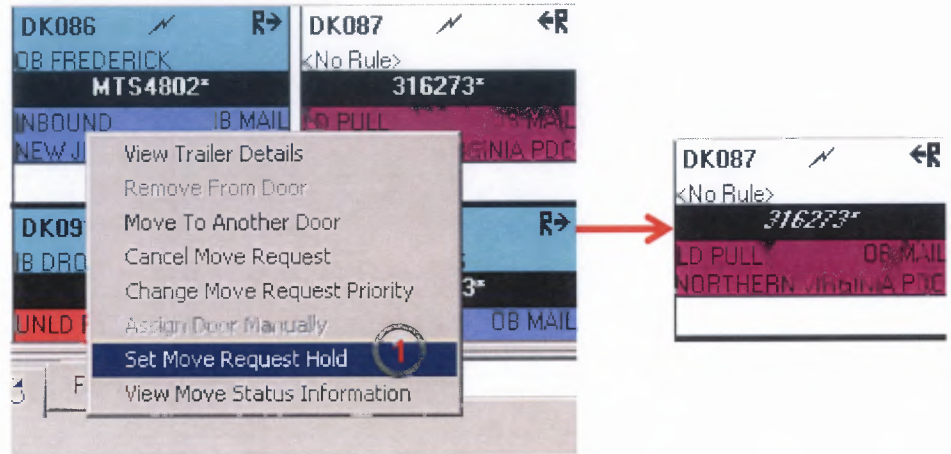 DK086 R→
OB FREDERICK
MTS4802*
INBOUND IB MAIL
NEW J
DK087 ←R
<No Rule>
316273*
LD PULL OB MAIL
GINIA PDC
DK09
IB DRO
UNLD
R→
3*
OB MAIL
View Trailer Details
Remove From Door
Move To Another Door
Cancel Move Request
Change Move Request Priority
Assign Door Manually
Set Move Request Hold 1
View Move Status Information
F
DK087 ←R
<No Rule>
316273*
LD PULL OB MAIL
NORTHERN VIRGINIA PDC